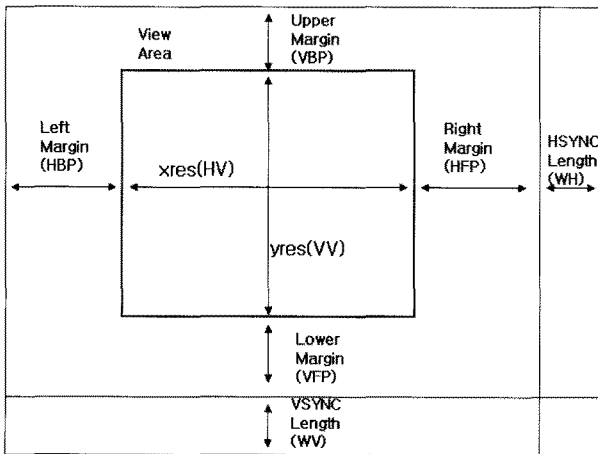 Upper
Margin
(VBP)
View
Area
Left
Margin
(HBP)
Right
Margin
(HFP)
HSYNC
Length
(WH)
xres(HV)
yres(VV)
Lower
Margin
(VFP)
VSYNC
Length
(WV)